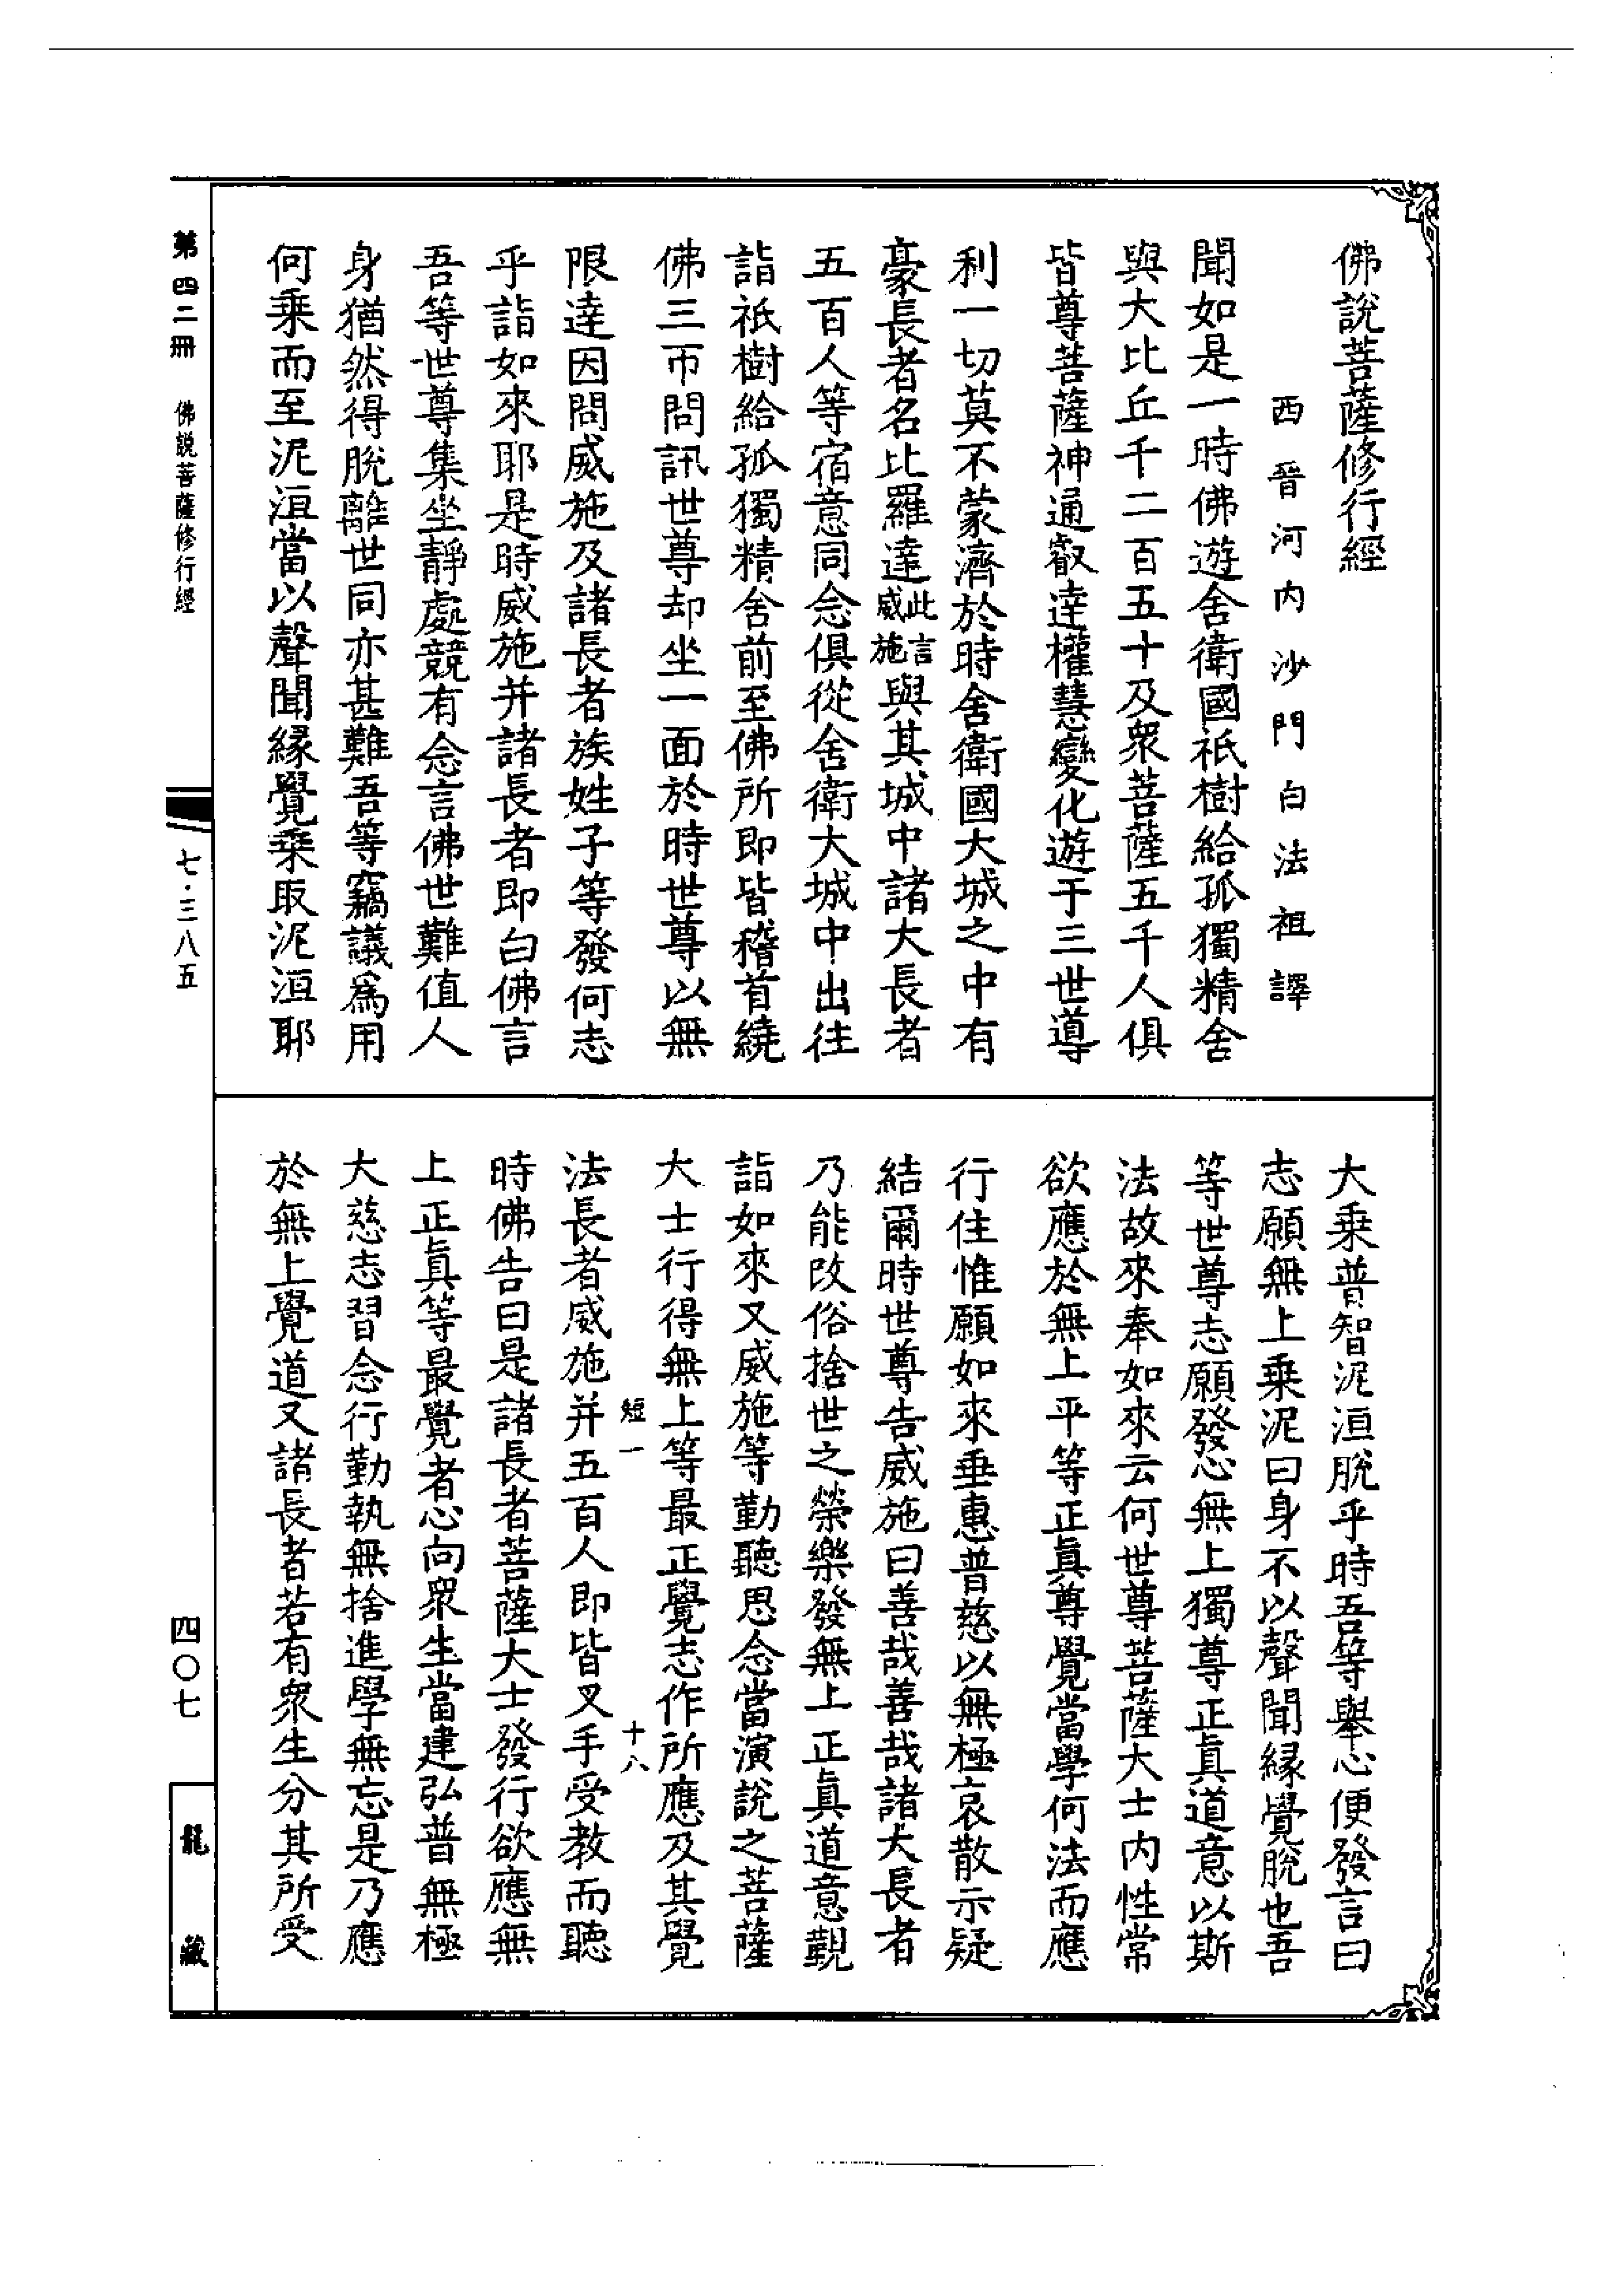 佛說菩薩修行經
西晉河內沙門白法祖譯
聞如是一時佛遊舍衛國祇樹給孤獨精舍
與大比丘千二百五十及眾菩薩五千人俱
皆尊菩薩神通叡達權慧變化遊于三世導
利一切莫不蒙濟於時舍衛國大城之中有
豪長者名比羅達此言威施與其城中諸大長者
五百人等宿意同念俱從舍衛大城中出往
詣祇樹給孤獨精舍前至佛所即皆稽首繞
佛三帀問訊世尊却坐一面於時世尊以無
限達因問威施及諸長者族姓子等發何志
乎詣如來耶是時威施并諸長者即白佛言
吾等世尊集坐靜處競有念言佛世難值人
身猶然得脫離世同亦甚難吾等竊議為用
何乘而至泥洹當以聲聞緣覺乘取泥洹耶
大乘普智泥洹脫乎時吾等舉心便發言曰
志願無上乘泥曰身不以聲聞緣覺脫也吾
等世尊志願發心無上獨尊正真道意以斯
法故來奉如來云何世尊菩薩大士內性常
欲應於無上平等正真尊覺當學何法而應
行住惟願如來垂惠普慈以無極哀散示疑
結爾時世尊告威施曰善哉善哉諸大長者
乃能改俗捨世之榮樂發無上正真道意覲
詣如來又威施等勤聽思念當演說之菩薩
大士行得無上等最正覺志作所應及其覺
短一 十八
法長者威施并五百人即皆叉手受教而聽
時佛告曰是諸長者菩薩大士發行欲應無
上正真等最覺者心向眾生當建弘普無極
大慈志習念行勤執無捨進學無忘是乃應
於無上覺道又諸長者若有眾生分其所受
第四二冊 佛說菩薩修行經
七·三八五
四〇七
龍藏